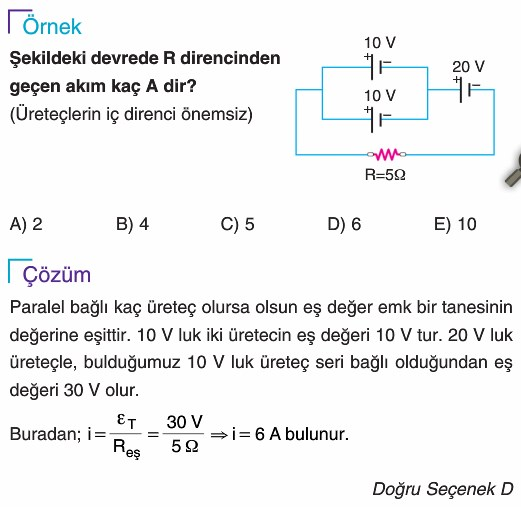 Örnek
Şekildeki devrede R direncinden
geçen akım kaç A dir?
(Üreteçlerin iç direnci önemsiz)
10 V
+ −
10 V
+ −
20 V
+ −
R=5Ω
A) 2 B) 4 C) 5 D) 6 E) 10
Çözüm
Paralel bağlı kaç üreteç olursa olsun eş değer emk bir tanesinin
değerine eşittir. 10 V luk iki üretecin eş değeri 10 V tur. 20 V luk
üreteçle, bulduğumuz 10 V luk üreteç seri bağlı olduğundan eş
değeri 30 V olur.
Buradan; i = εT / Reş = 30 V / 5 Ω ⇒ i = 6 A bulunur.
Doğru Seçenek D